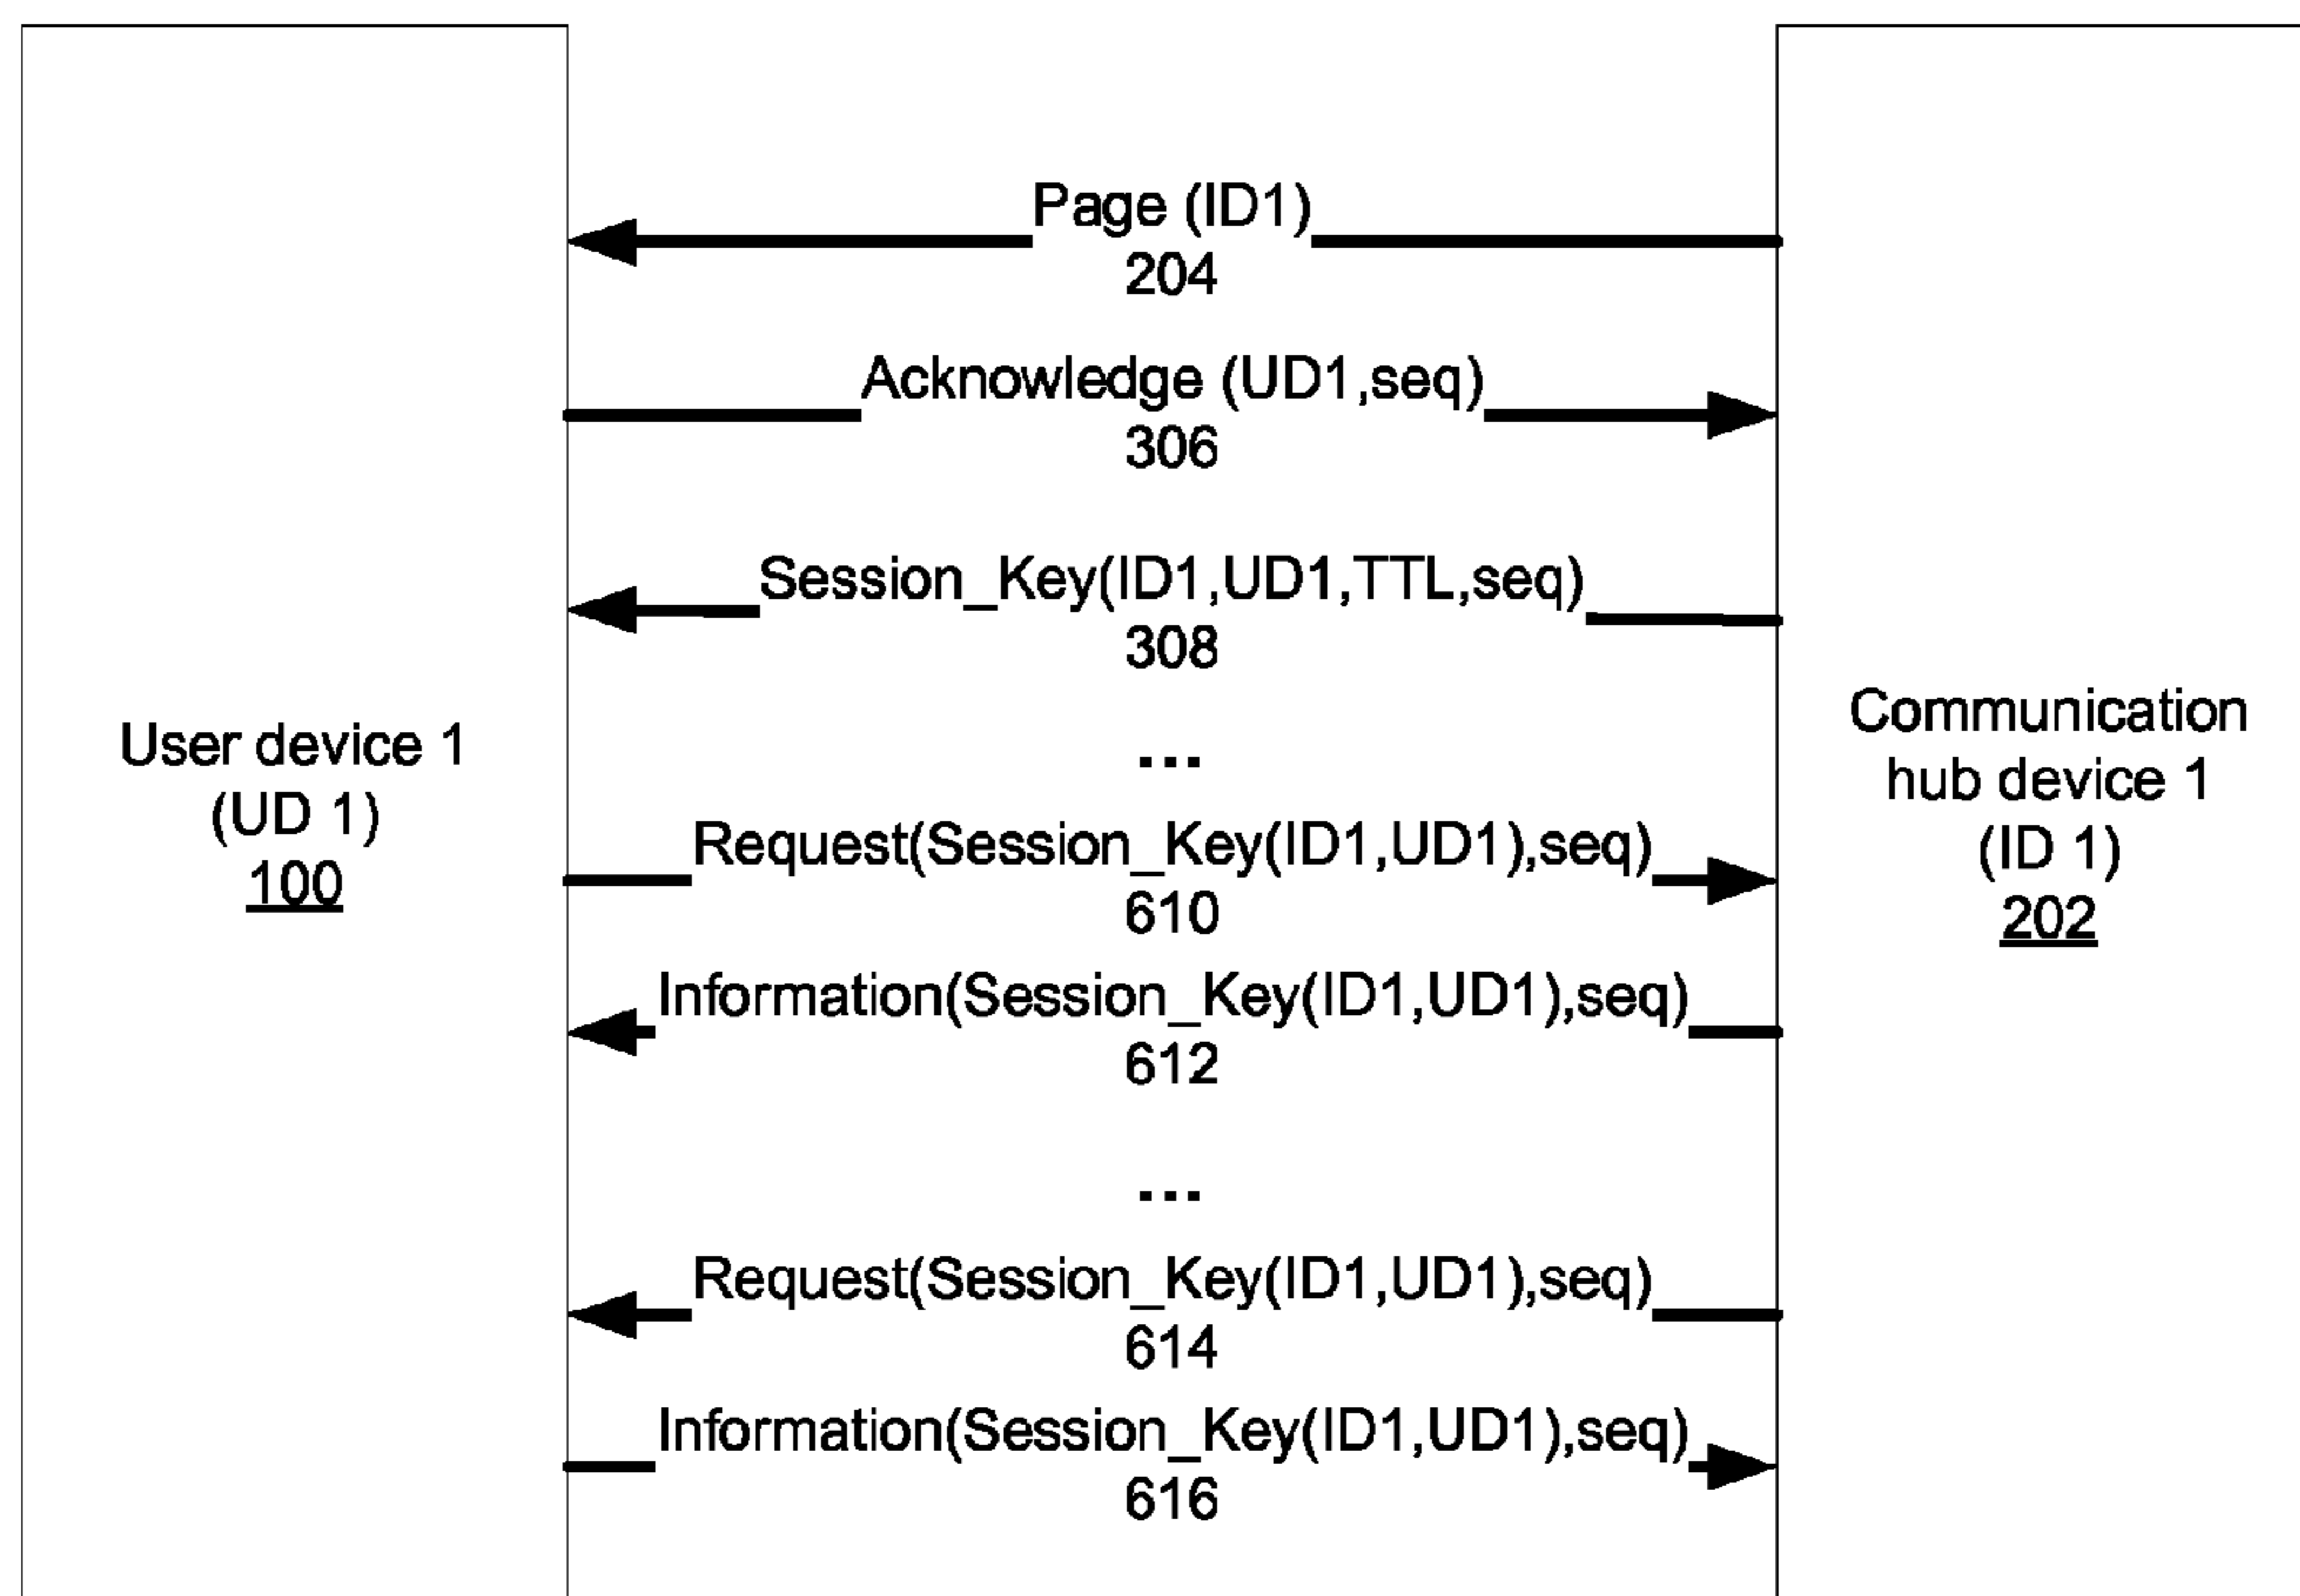 Page (ID1)
204
Acknowledge (UD1,seq)
306
Session_Key(ID1,UD1,TTL,seq)
308
...
User device 1
(UD 1)
100
Communication
hub device 1
(ID 1)
202
Request(Session_Key(ID1,UD1),seq)
610
Information(Session_Key(ID1,UD1),seq)
612
...
Request(Session_Key(ID1,UD1),seq)
614
Information(Session_Key(ID1,UD1),seq)
616